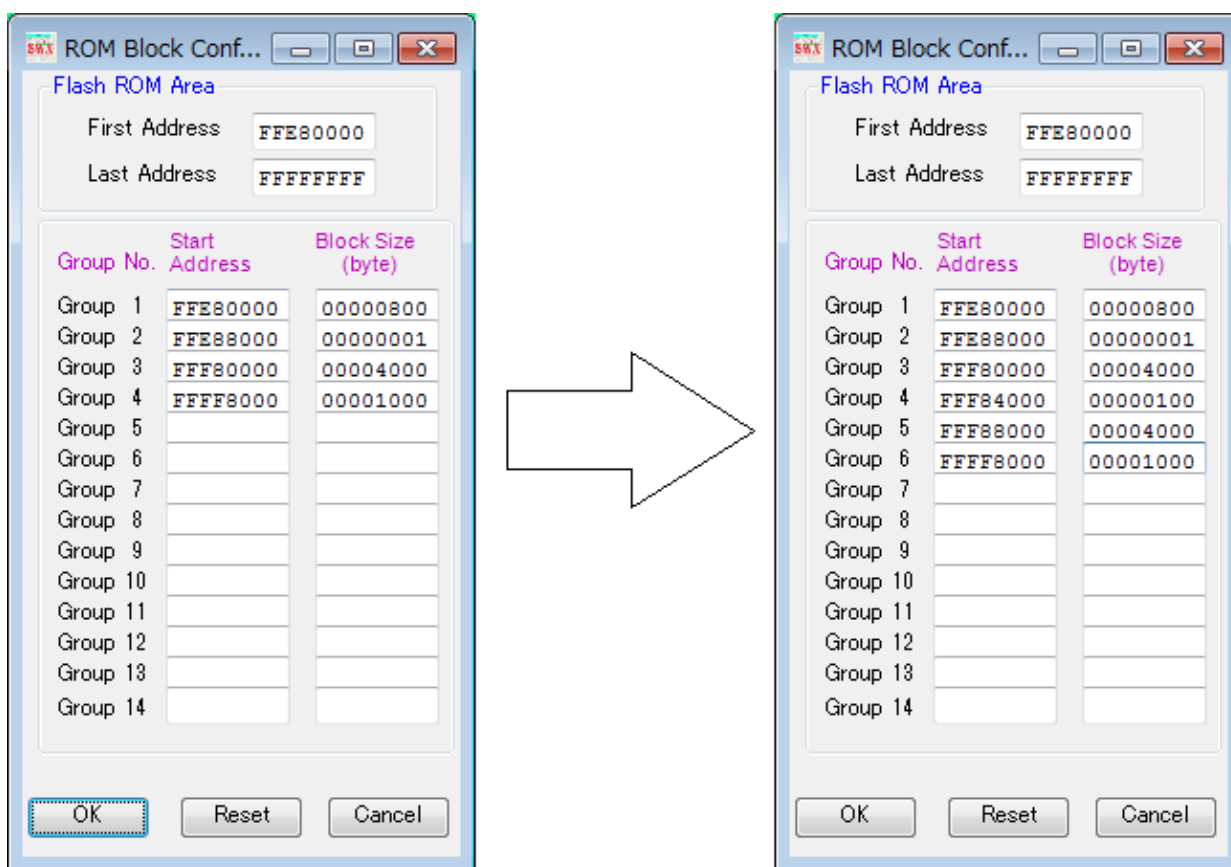 ROM Block Conf...
Flash ROM Area
First Address FFE80000
Last Address FFFFFFFF
Group No. Start Address Block Size (byte)
Group 1 FFE80000 00000800
Group 2 FFE88000 00000001
Group 3 FFF80000 00004000
Group 4 FFFF8000 00001000
Group 5
Group 6
Group 7
Group 8
Group 9
Group 10
Group 11
Group 12
Group 13
Group 14
OK Reset Cancel
ROM Block Conf...
Flash ROM Area
First Address FFE80000
Last Address FFFFFFFF
Group No. Start Address Block Size (byte)
Group 1 FFE80000 00000800
Group 2 FFE88000 00000001
Group 3 FFF80000 00004000
Group 4 FFF84000 00000100
Group 5 FFF88000 00004000
Group 6 FFFF8000 00001000
Group 7
Group 8
Group 9
Group 10
Group 11
Group 12
Group 13
Group 14
OK Reset Cancel